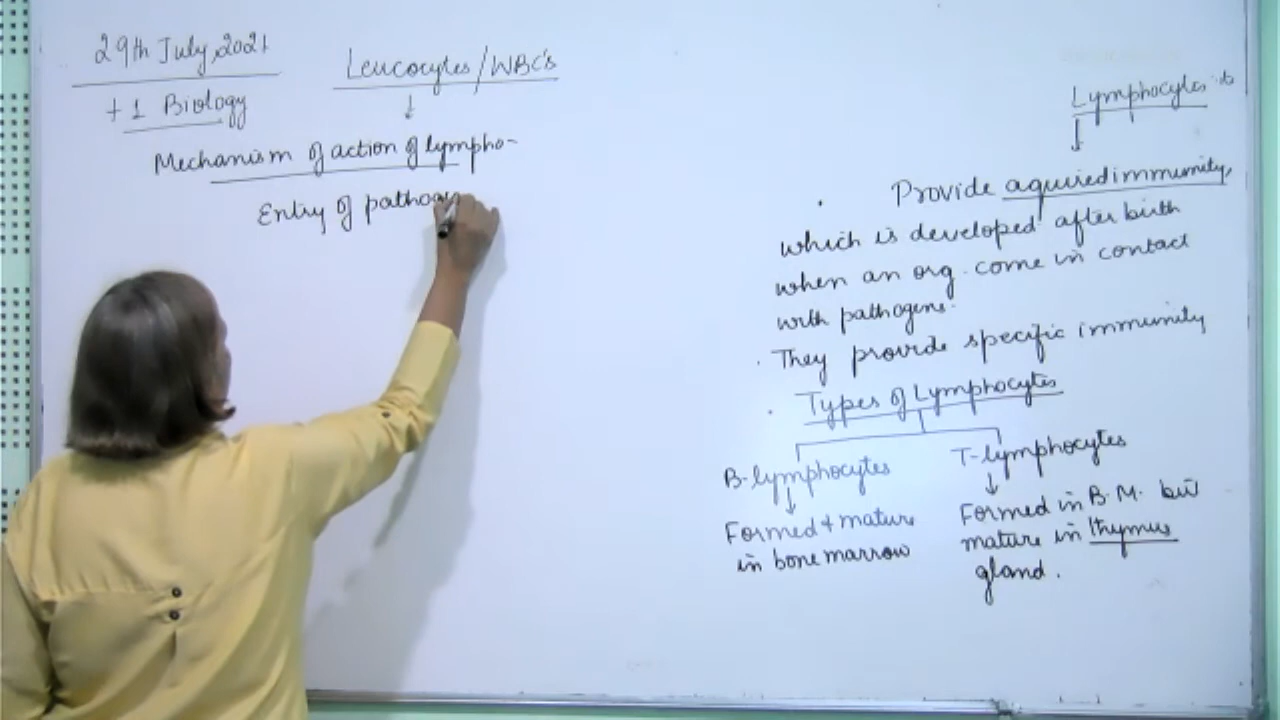 29th July, 2021
+1 Biology
Leucocytes/WBC's
↓
Mechanism of action of lympho-
Entry of pathog
Lymphocytes
↓
. Provide aquired immunity,
which is developed after birth
when an org. come in contact
with pathogens.
. They provide specific immunity
. Types of Lymphocytes
B-lymphocytes
↓
Formed & mature
in bone marrow
T-lymphocytes
↓
Formed in B.M. but
mature in thymus
gland.